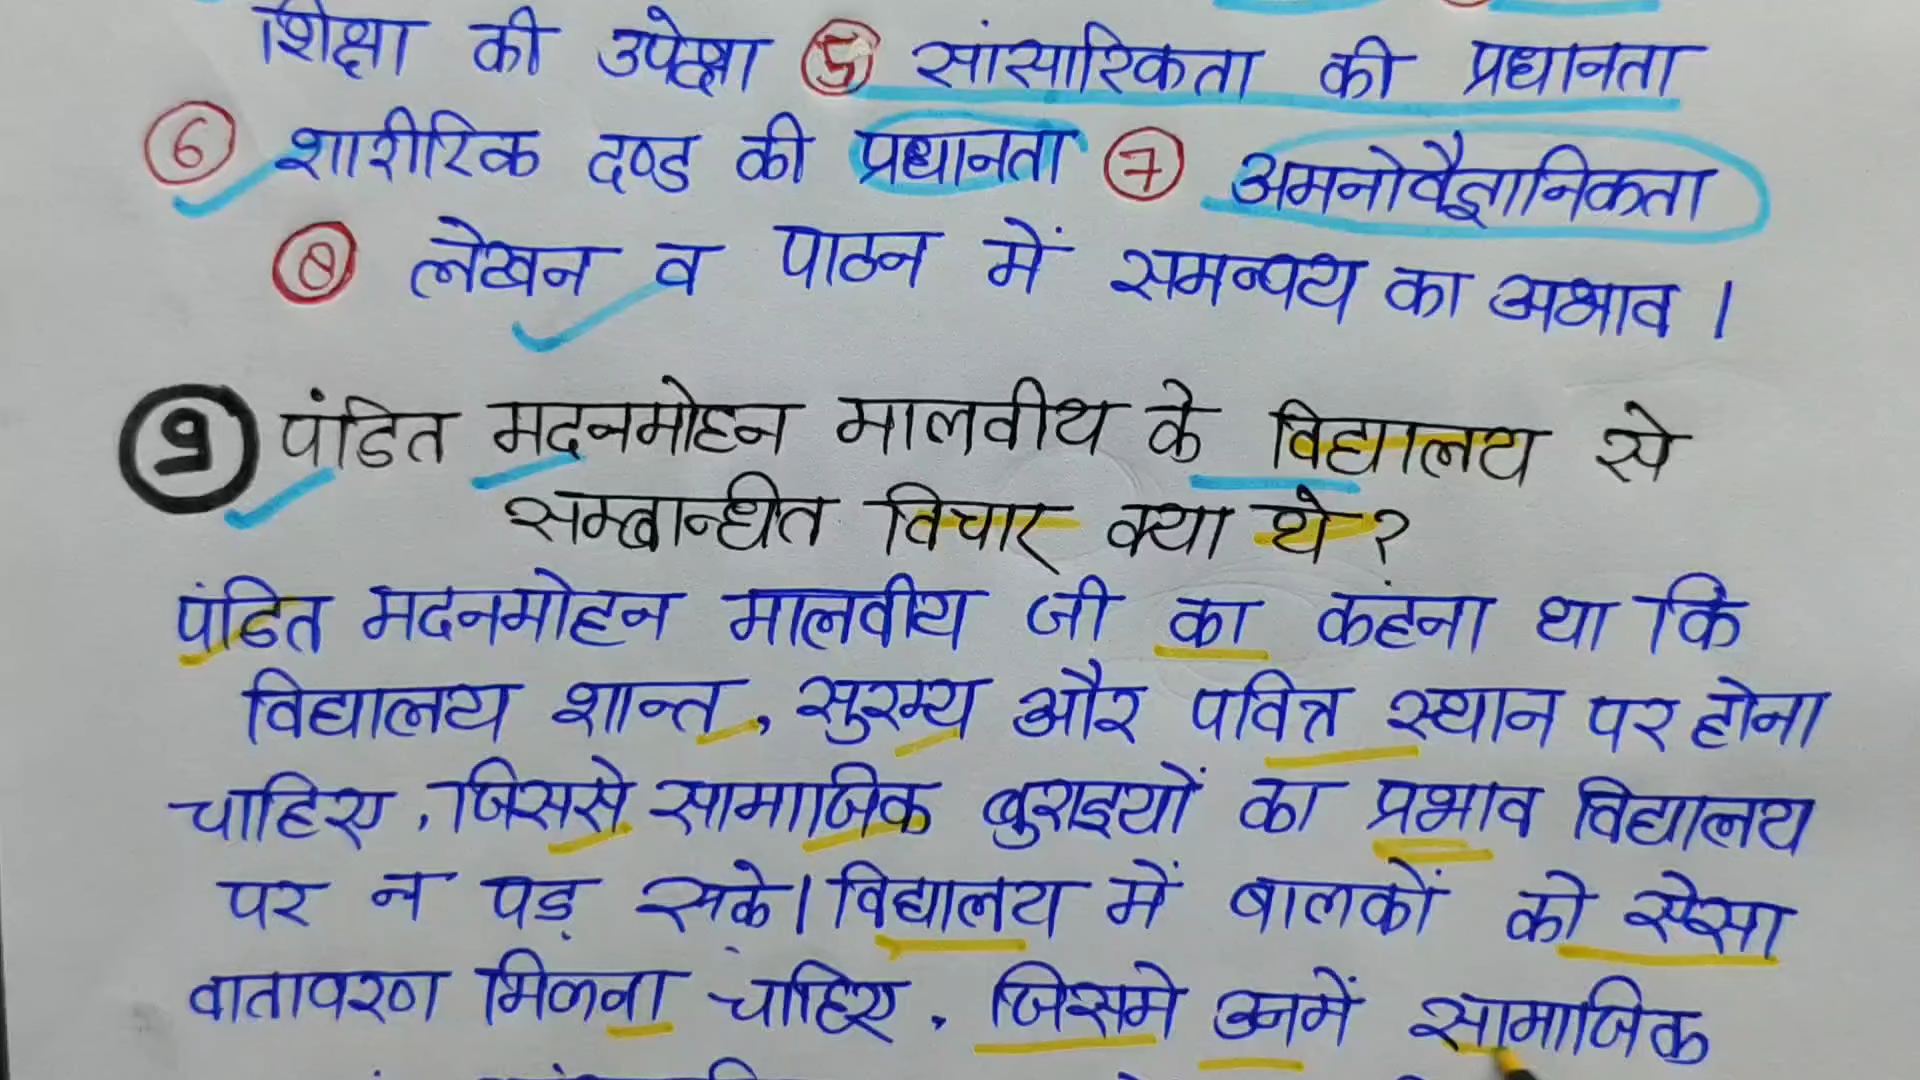 शिक्षा की उपेक्षा ⑤ सांसारिकता की प्रधानता
⑥ शारीरिक दण्ड की प्रधानता ⑦ अमनोवैज्ञानिकता
⑧ लेखन व पाठन में समन्वय का अभाव ।
9 पंडित मदनमोहन मालवीय के विद्यालय से
सम्बान्धीत विचार क्या थे ?
पंडित मदनमोहन मालवीय जी का कहना था कि
विद्यालय शान्त, सुरम्य और पवित्र स्थान पर होना
चाहिए, जिससे सामाजिक बुराइयों का प्रभाव विद्यालय
पर न पड़ सके। विद्यालय में बालकों को ऐसा
वातावरण मिलना चाहिए, जिसमे उनमें सामाजिक